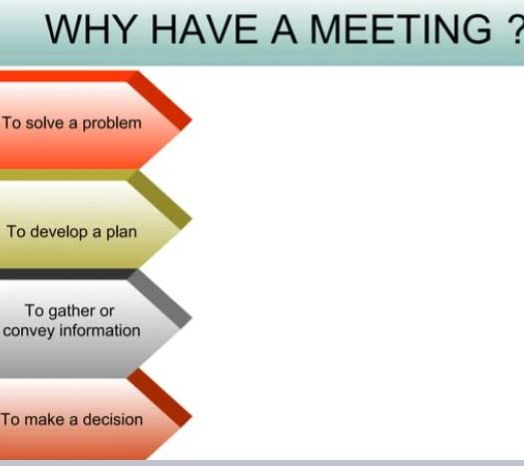 WHY HAVE A MEETING ?
To solve a problem
To develop a plan
To gather or
convey information
To make a decision